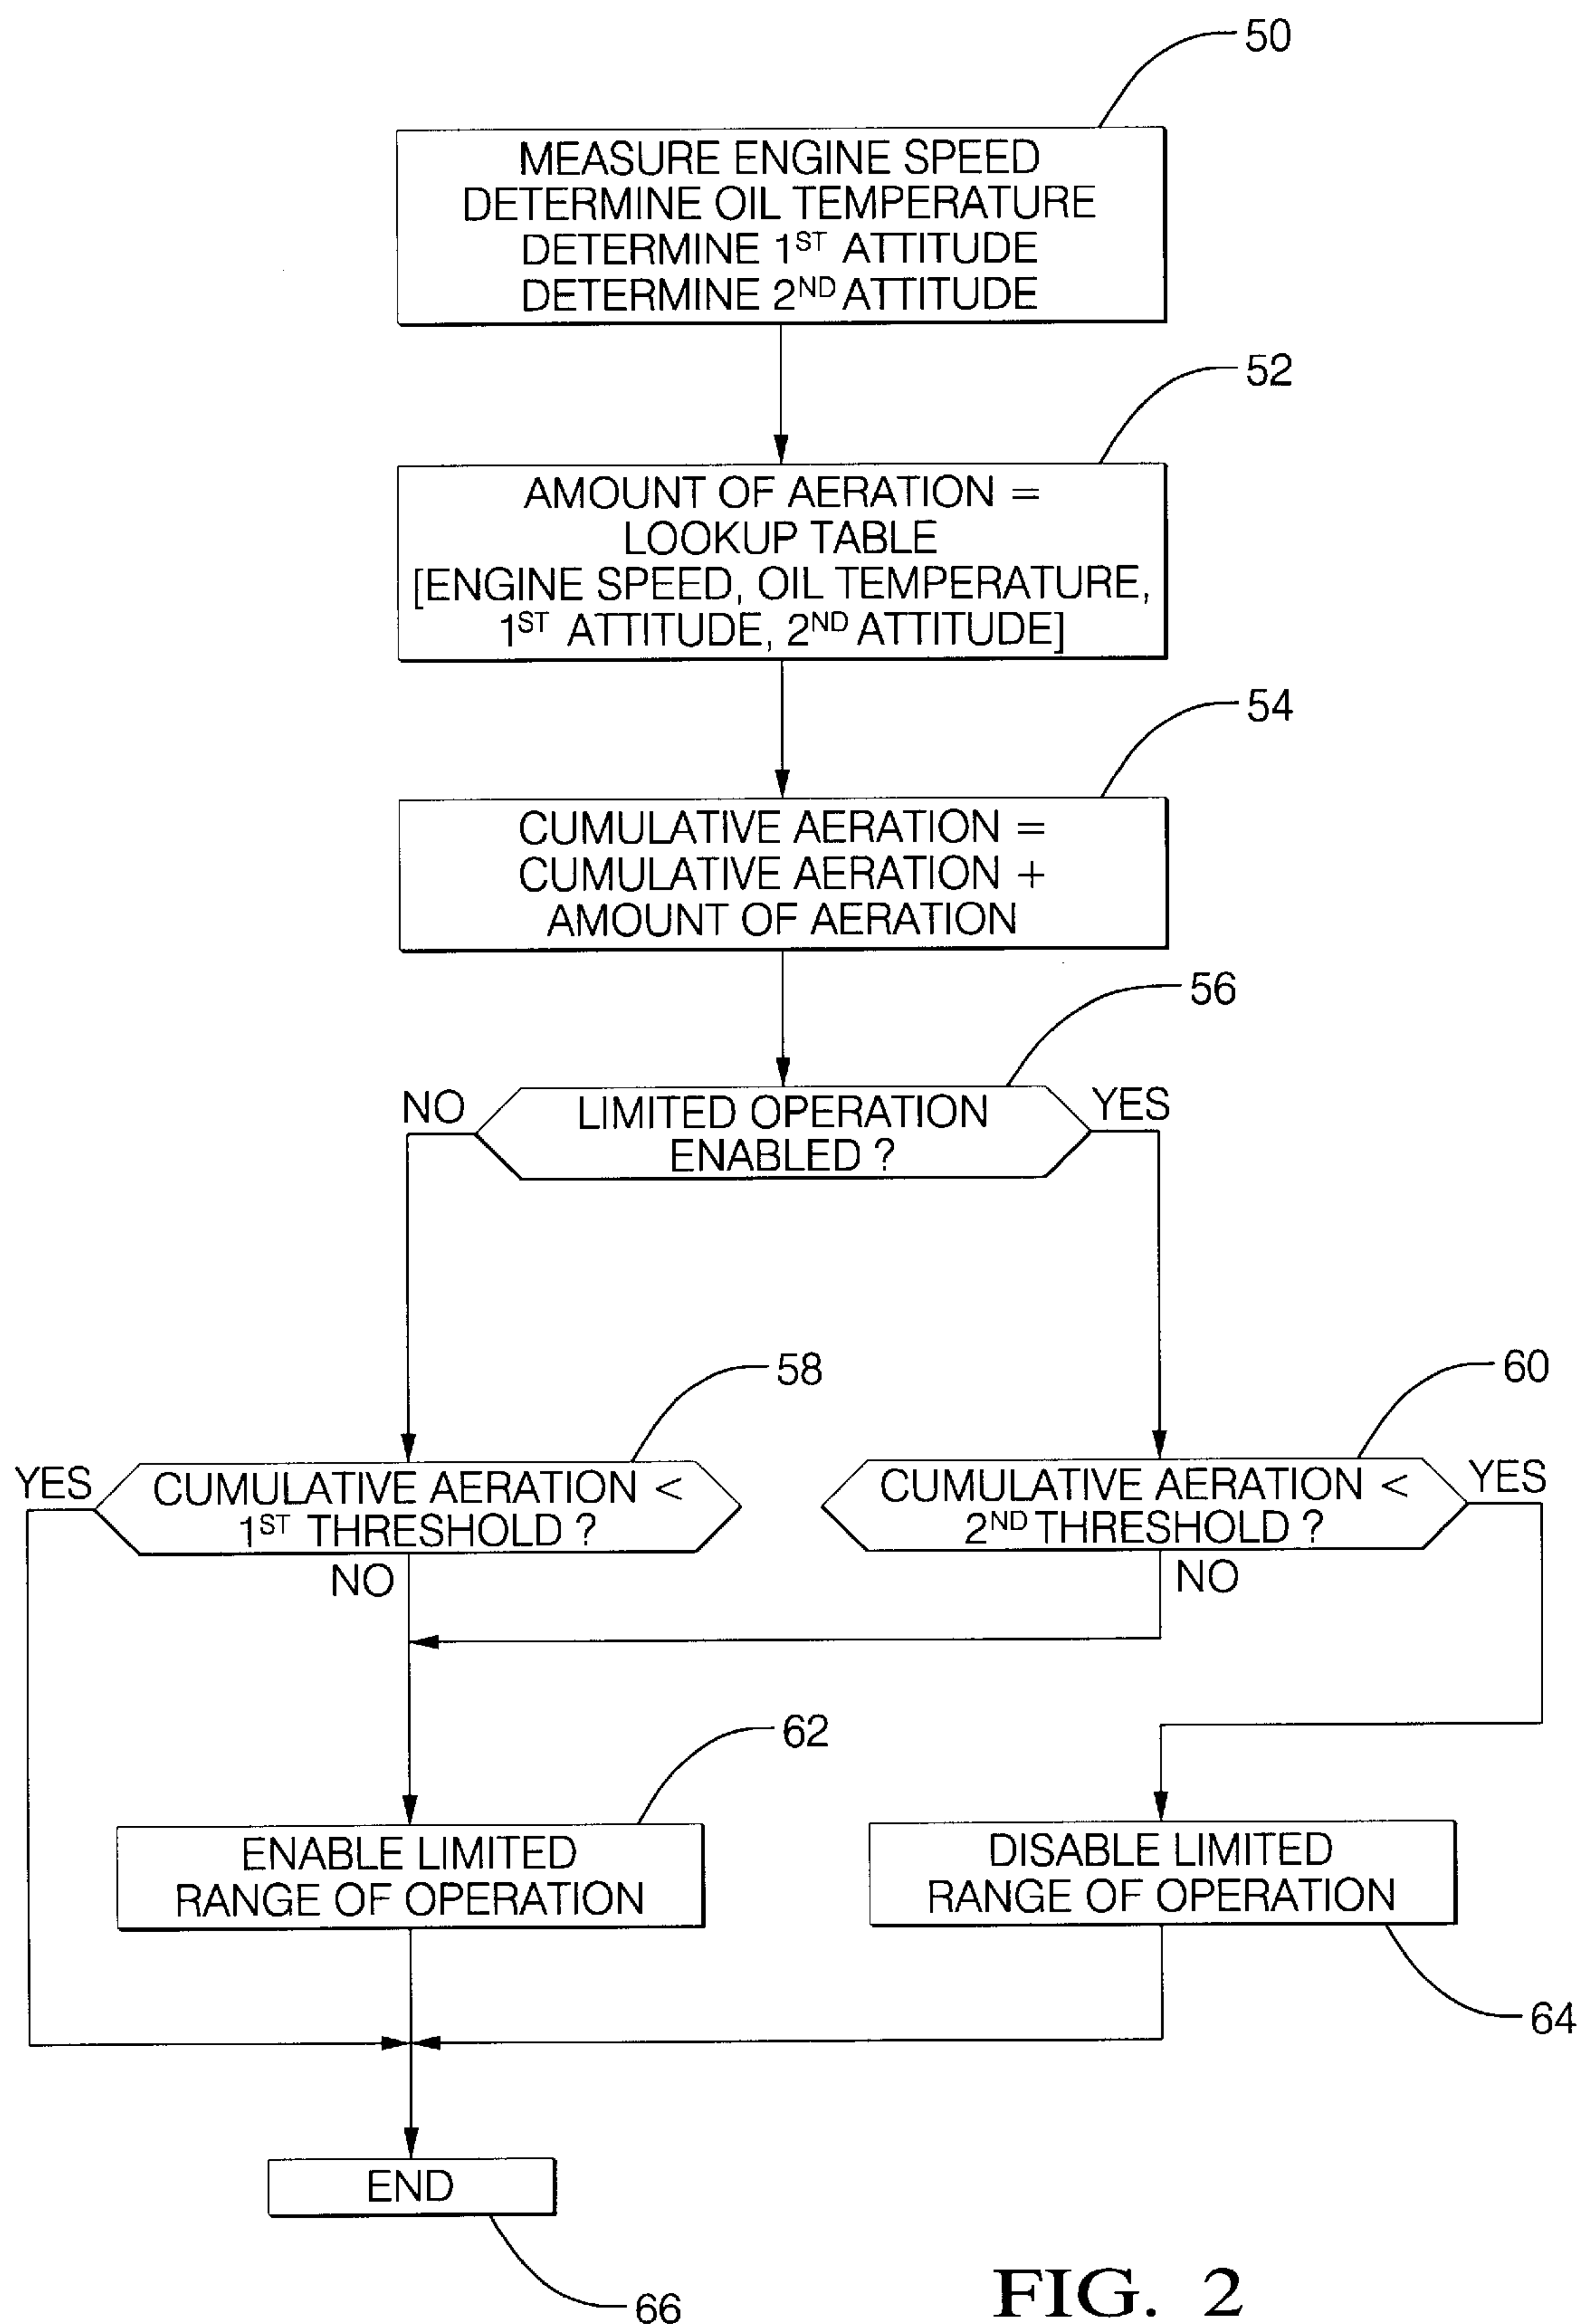 50
MEASURE ENGINE SPEED
DETERMINE OIL TEMPERATURE
DETERMINE 1ST ATTITUDE
DETERMINE 2ND ATTITUDE
52
AMOUNT OF AERATION =
LOOKUP TABLE
[ENGINE SPEED, OIL TEMPERATURE,
1ST ATTITUDE, 2ND ATTITUDE]
54
CUMULATIVE AERATION =
CUMULATIVE AERATION +
AMOUNT OF AERATION
56
NO
LIMITED OPERATION
ENABLED ?
YES
58
60
YES
CUMULATIVE AERATION <
1ST THRESHOLD ?
NO
CUMULATIVE AERATION <
2ND THRESHOLD ?
YES
NO
62
ENABLE LIMITED
RANGE OF OPERATION
DISABLE LIMITED
RANGE OF OPERATION
64
END
66
FIG. 2